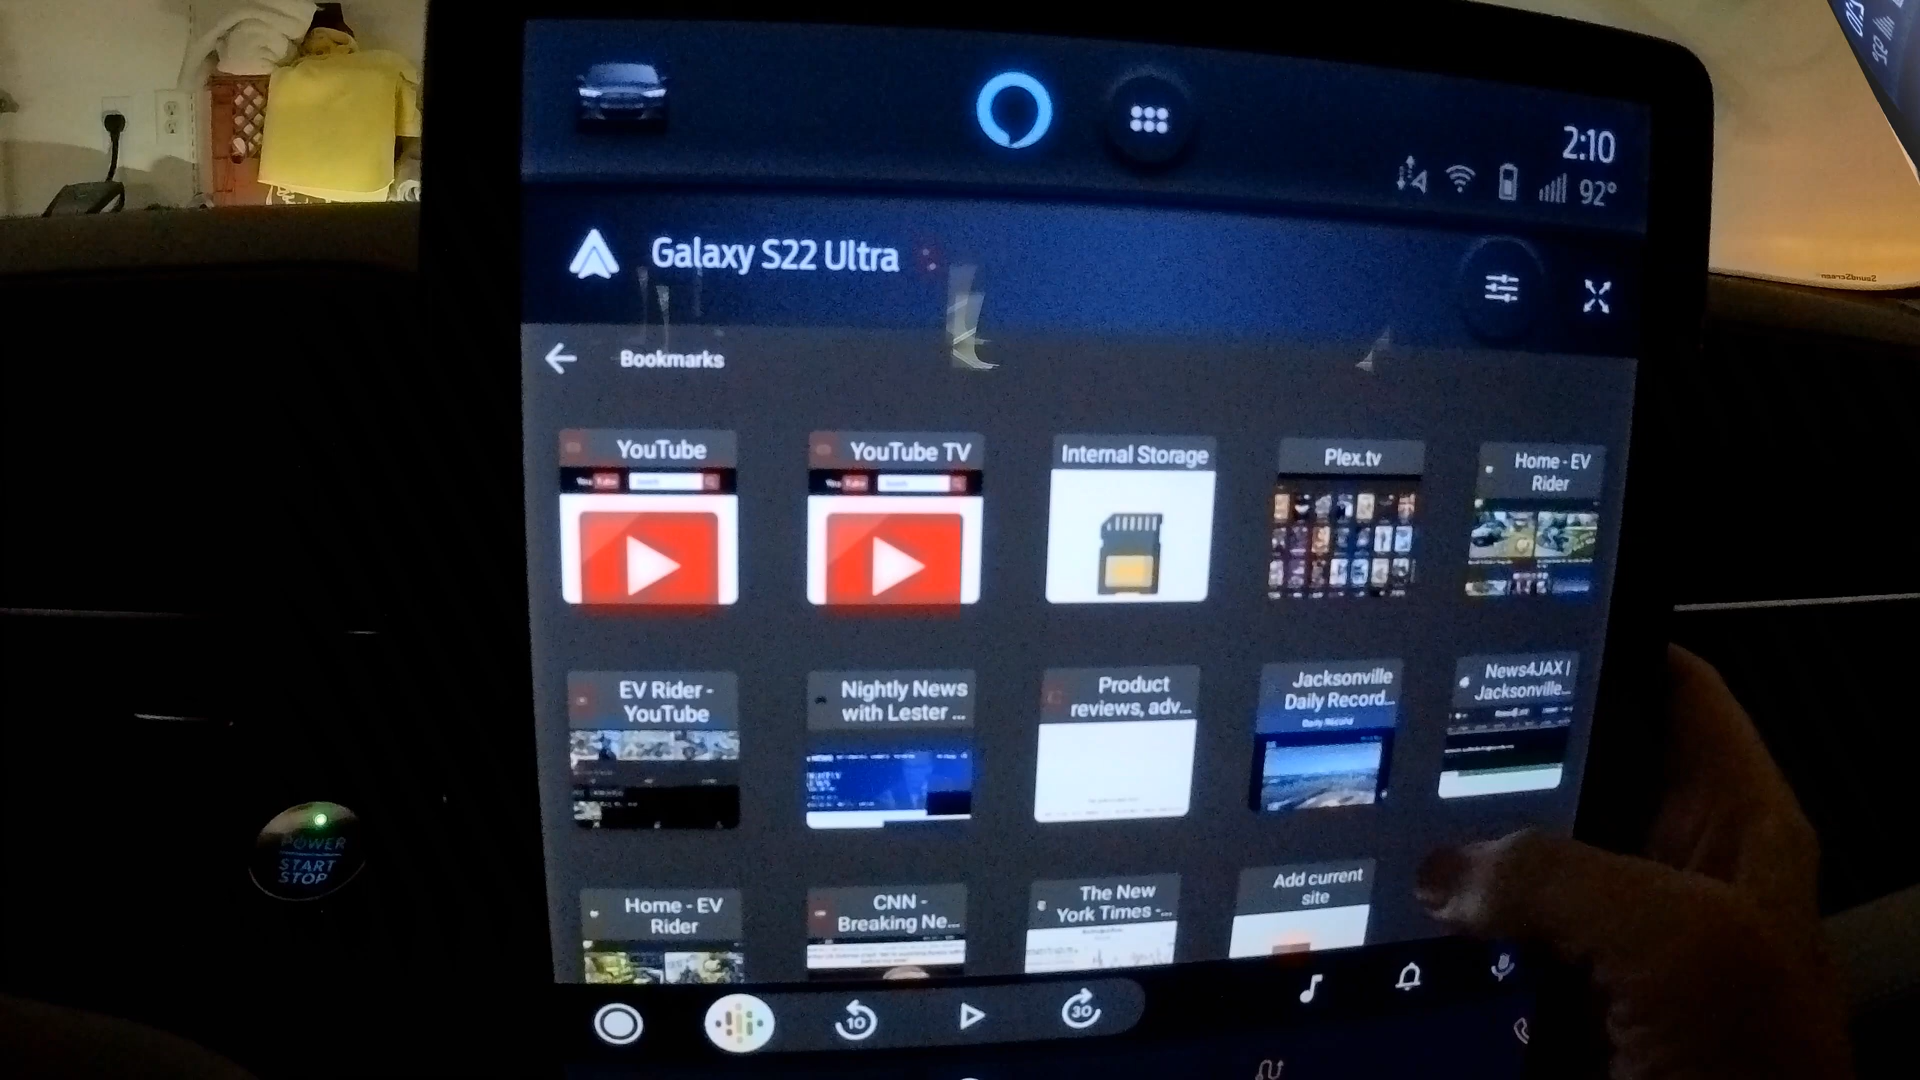 2:10
92°
Galaxy S22 Ultra
Bookmarks
YouTube
YouTube TV
Internal Storage
Plex.tv
Home - EV
Rider
EV Rider -
YouTube
Nightly News
with Lester ...
Product
reviews, adv...
Jacksonville
Daily Record...
Daily Record
News4JAX |
Jacksonville...
Home - EV
Rider
CNN -
Breaking Ne...
The New
York Times -...
Add current
site
10
30
POWER
START
STOP